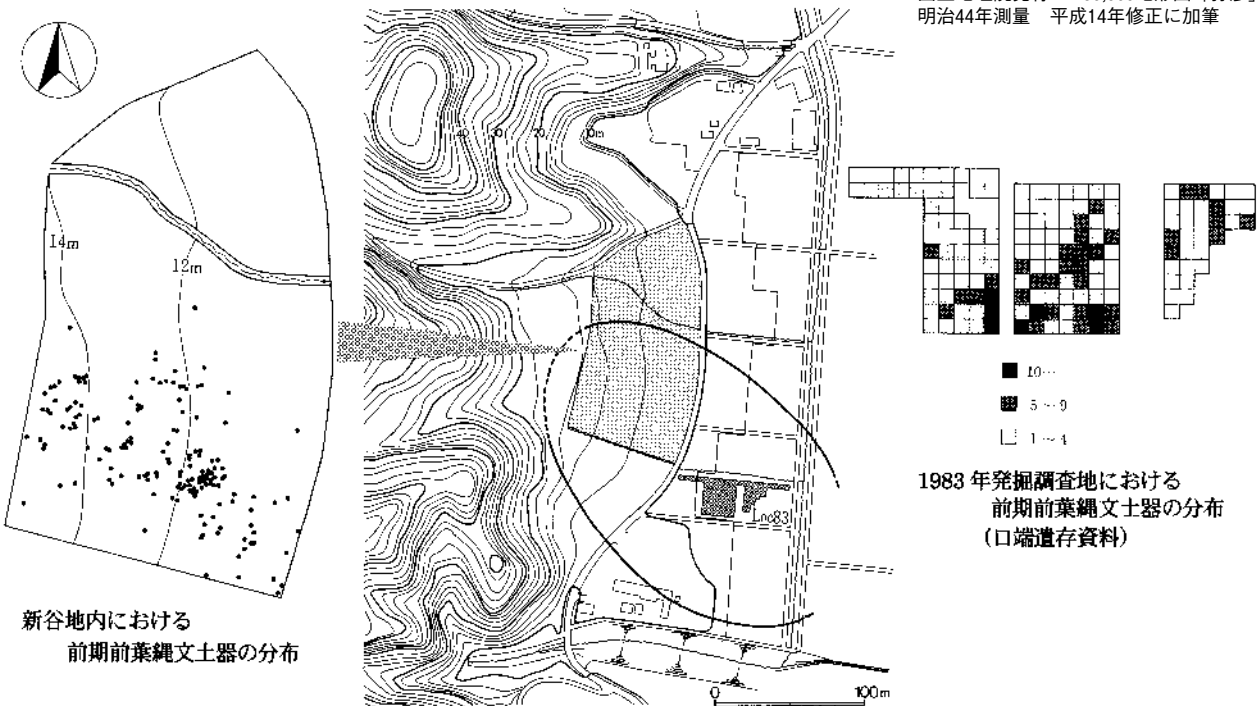 明治44年測量 平成14年修正に加筆
40
30
20
14m
12m
0
100m
10…
5~9
1~4
1983年発掘調査地における
前期前葉縄文土器の分布
(口端遺存資料)
新谷地内における
前期前葉縄文土器の分布